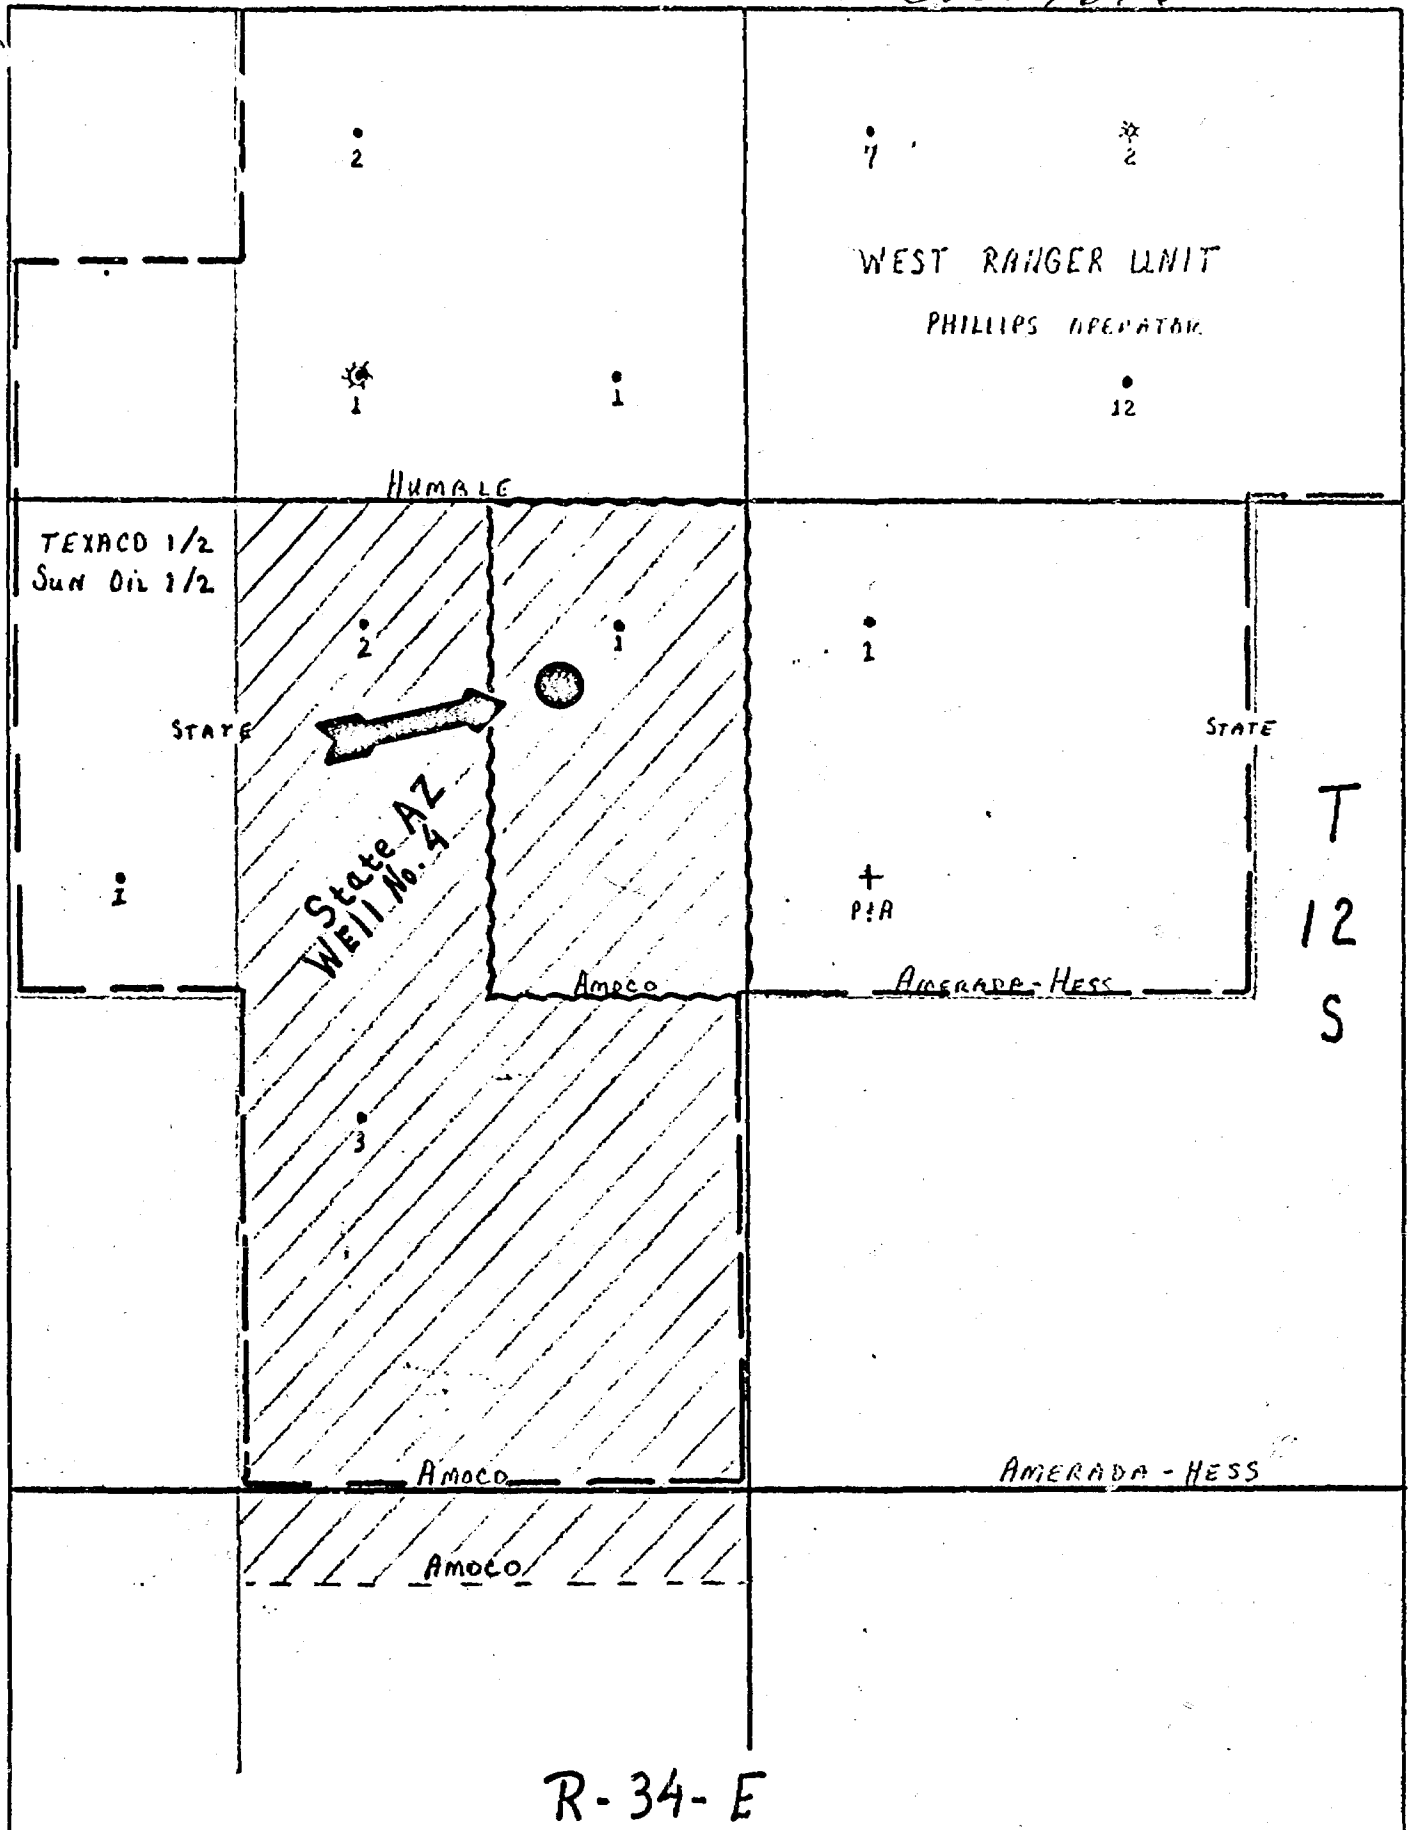 2
7
2
WEST RANGER UNIT
PHILLIPS OPERATOR
1
1
12
HUMBLE
TEXACO 1/2
SUN OIL 1/2
2
1
1
STATE
STATE
State AZ
WEll No. 4
T
12
S
1
P&A
AMOCO
AMERADA-HESS
3
AMOCO
AMERADA - HESS
AMOCO
R-34-E